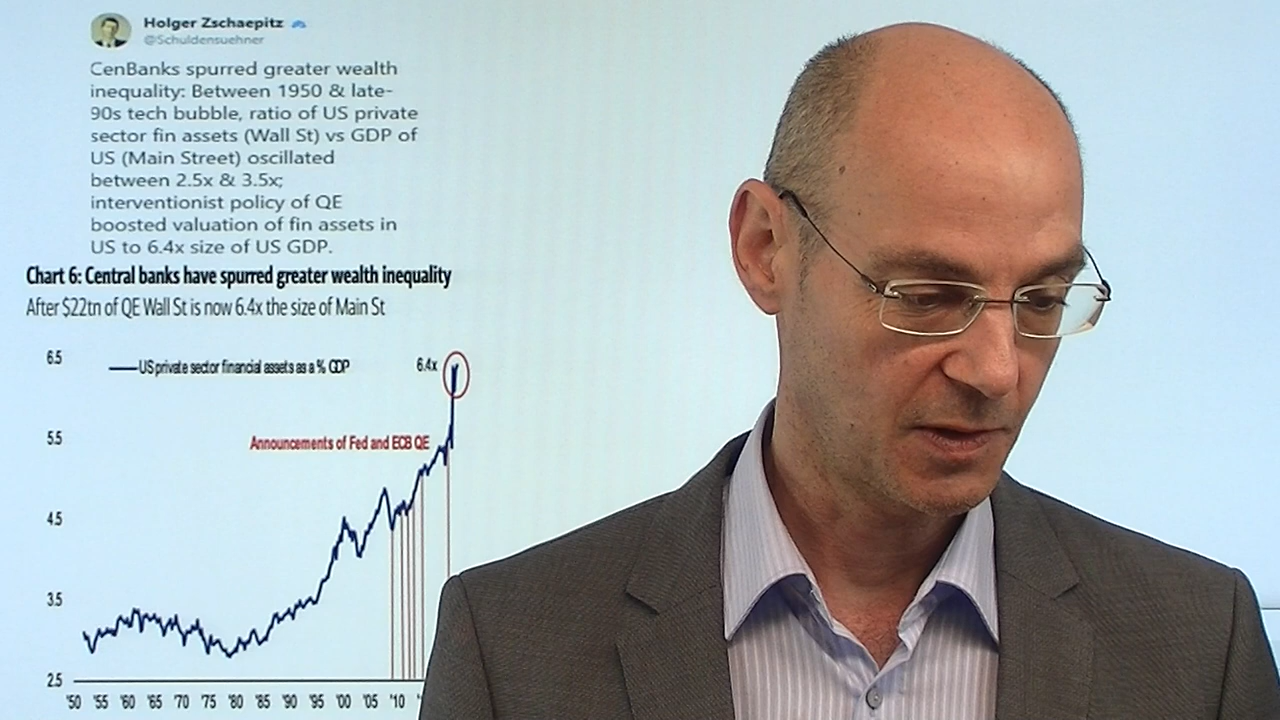 Holger Zschaepitz
@Schuldensuehner
CenBanks spurred greater wealth
inequality: Between 1950 & late-
90s tech bubble, ratio of US private
sector fin assets (Wall St) vs GDP of
US (Main Street) oscillated
between 2.5x & 3.5x;
interventionist policy of QE
boosted valuation of fin assets in
US to 6.4x size of US GDP.
Chart 6: Central banks have spurred greater wealth inequality
After $22tn of QE Wall St is now 6.4x the size of Main St
6.5
US private sector financial assets as a % GDP
6.4x
5.5
Announcements of Fed and ECB QE
4.5
3.5
2.5
'50 '55 '60 '65 '70 '75 '80 '85 '90 '95 '00 '05 '10